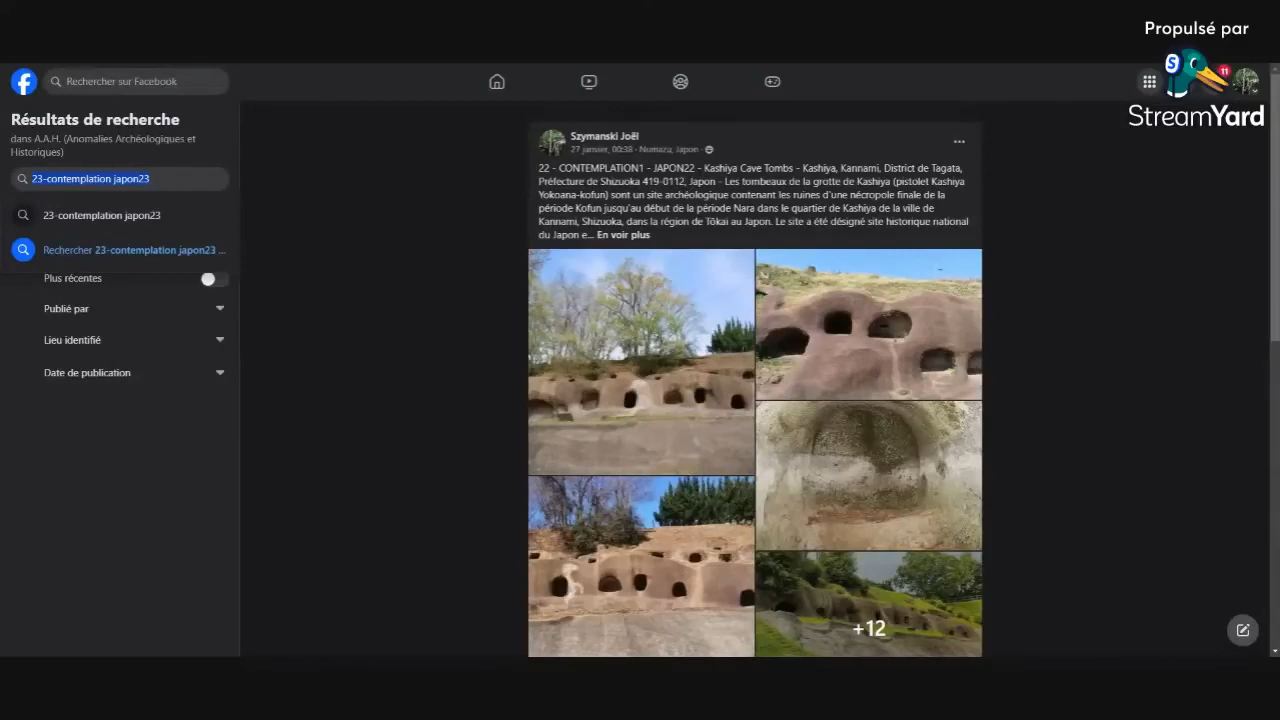 Propulsé par
StreamYard
Rechercher sur Facebook
11
Résultats de recherche
dans A.A.H. (Anomalies Archéologiques et
Historiques)
23-contemplation japon23
23-contemplation japon23
Rechercher 23-contemplation japon23 ...
Plus récentes
Publié par
Lieu identifié
Date de publication
Szymanski Joël
27 janvier, 00:38 · Numazu, Japon ·
22 - CONTEMPLATION1 - JAPON22 - Kashiya Cave Tombs - Kashiya, Kannami, District de Tagata,
Préfecture de Shizuoka 419-0112, Japon - Les tombeaux de la grotte de Kashiya (pistolet Kashiya
Yokoana-kofun) sont un site archéologique contenant les ruines d'une nécropole finale de la
période Kofun jusqu'au début de la période Nara dans le quartier de Kashiya de la ville de
Kannami, Shizuoka, dans la région de Tōkai au Japon. Le site a été désigné site historique national
du Japon e... En voir plus
+12